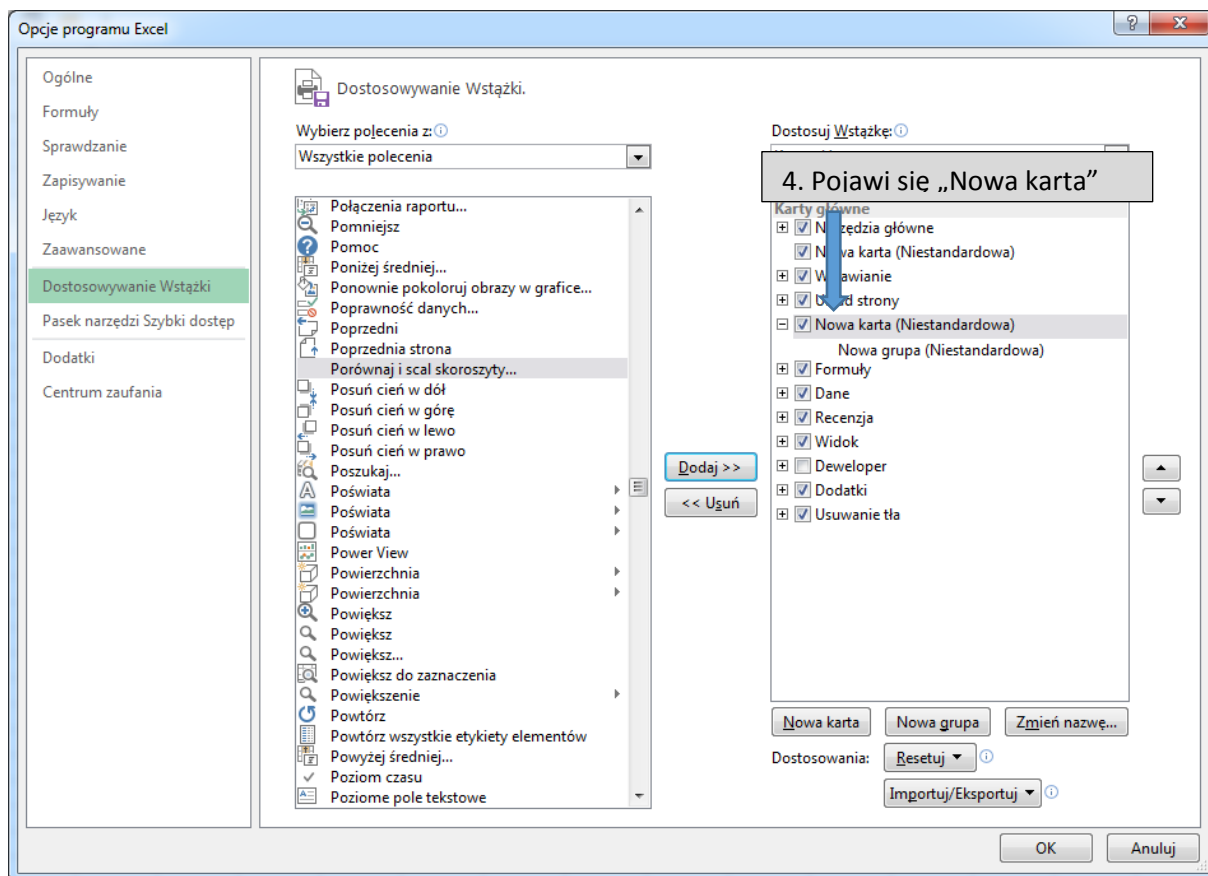 Opcje programu Excel
Ogólne
Formuły
Sprawdzanie
Zapisywanie
Język
Zaawansowane
Dostosowywanie Wstążki
Pasek narzędzi Szybki dostęp
Dodatki
Centrum zaufania
Dostosowywanie Wstążki.
Wybierz polecenia z:
Wszystkie polecenia
Połączenia raportu...
Pomniejsz
Pomoc
Poniżej średniej...
Ponownie pokoloruj obrazy w grafice...
Poprawność danych...
Poprzedni
Poprzednia strona
Porównaj i scal skoroszyty...
Posuń cień w dół
Posuń cień w górę
Posuń cień w lewo
Posuń cień w prawo
Poszukaj...
Poświata
Poświata
Poświata
Power View
Powierzchnia
Powierzchnia
Powiększ
Powiększ
Powiększ...
Powiększ do zaznaczenia
Powiększenie
Powtórz
Powtórz wszystkie etykiety elementów
Powyżej średniej...
Poziom czasu
Poziome pole tekstowe
Dodaj >>
<< Usuń
Dostosuj Wstążkę:
4. Pojawi się „Nowa karta”
Karty główne
Narzędzia główne
Nowa karta (Niestandardowa)
Wstawianie
Układ strony
Nowa karta (Niestandardowa)
Nowa grupa (Niestandardowa)
Formuły
Dane
Recenzja
Widok
Deweloper
Dodatki
Usuwanie tła
Nowa karta
Nowa grupa
Zmień nazwę...
Dostosowania:
Resetuj
Importuj/Eksportuj
OK
Anuluj